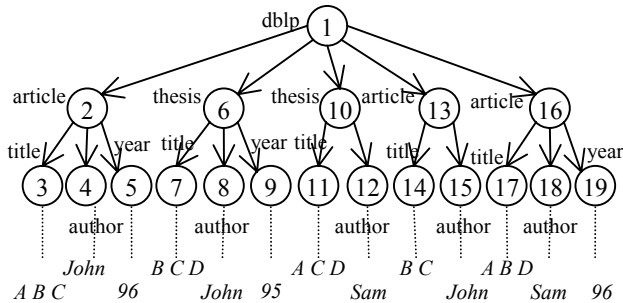 dblp 1
article 2 thesis 6 thesis 10 article 13 article 16
title 3 4 year 5 title 7 8 year 9 title 11 12 title 14 15 title 17 18 year 19
author author author author author
John B C D A C D B C A B D
A B C 96 John 95 Sam John Sam 96